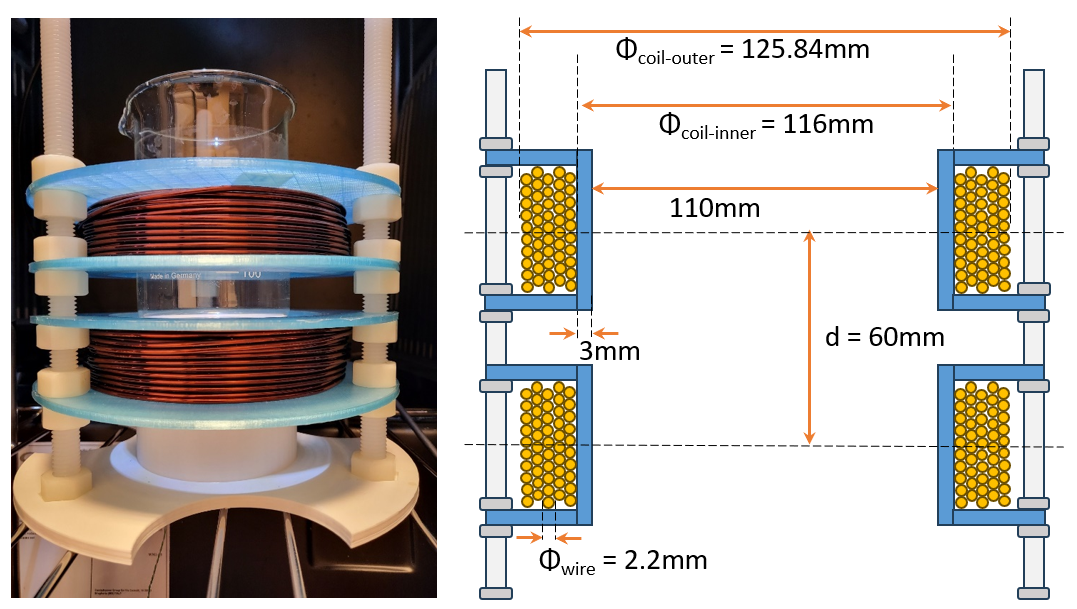 Φcoil-outer = 125.84mm
Φcoil-inner = 116mm
110mm
d = 60mm
3mm
Φwire = 2.2mm
Made in Germany
100